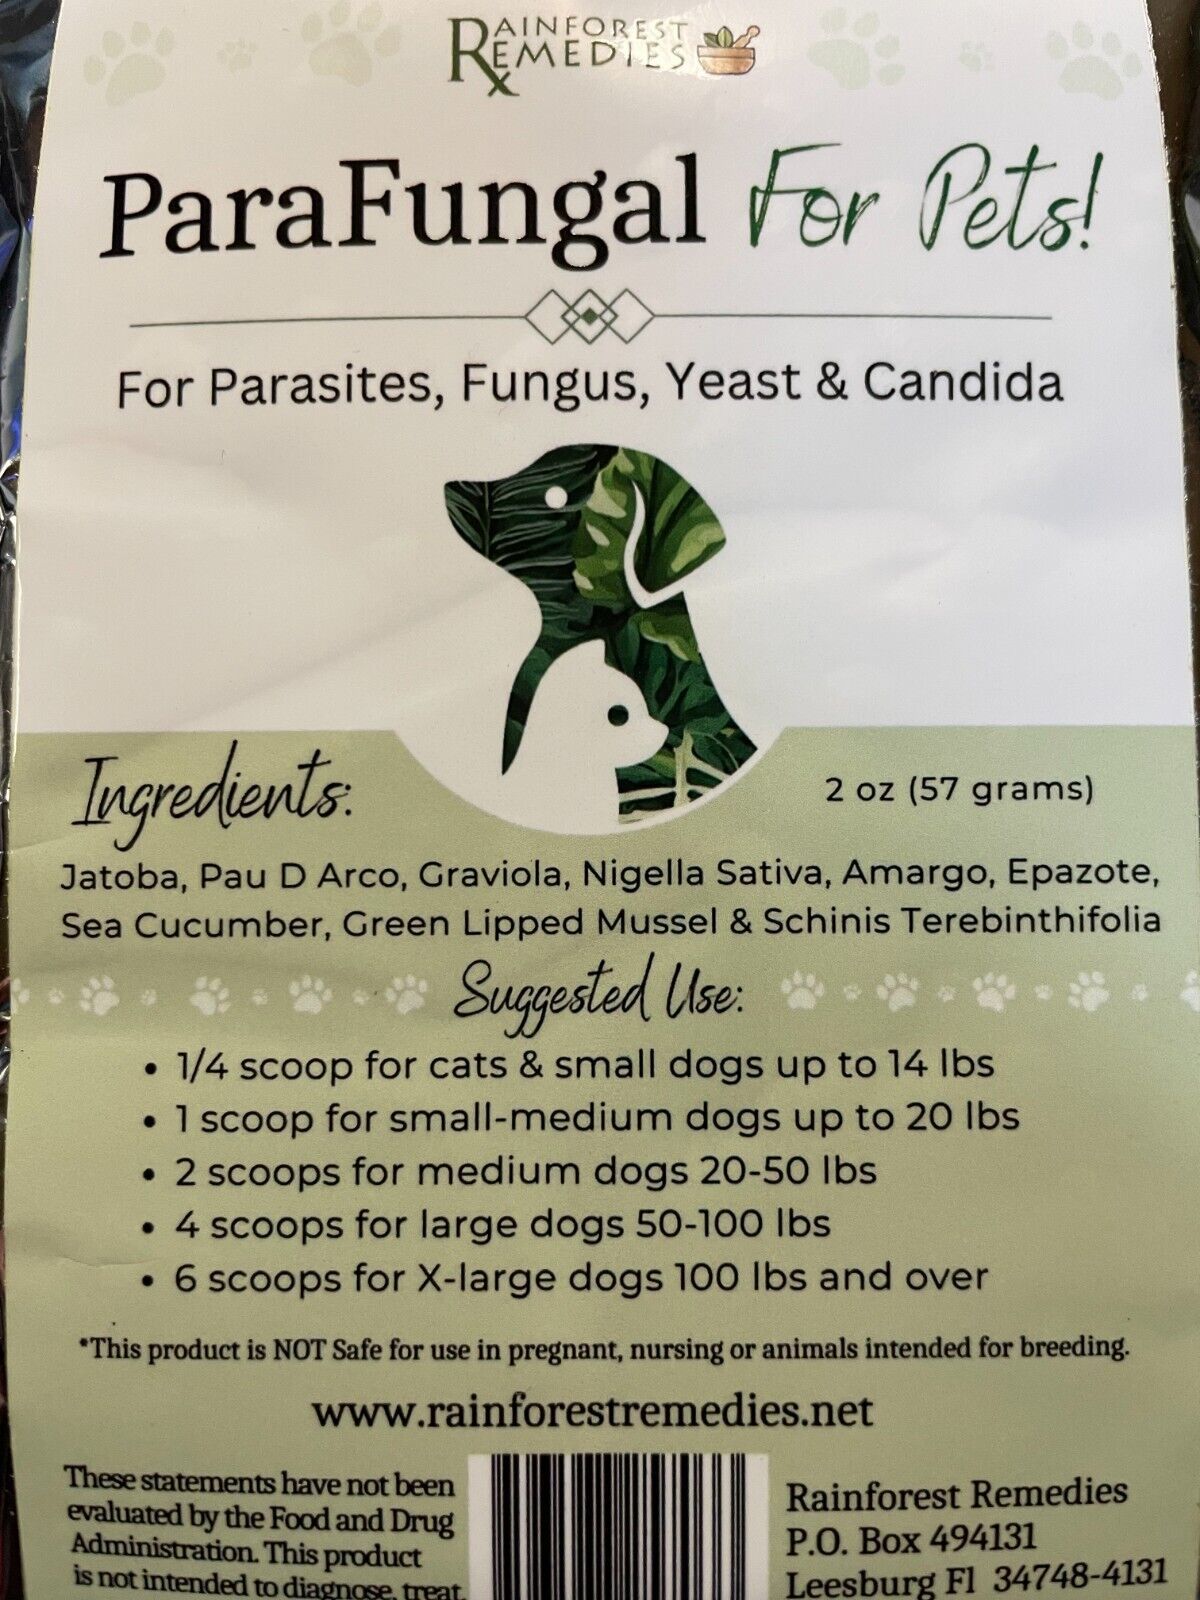 RAINFOREST
REMEDIES
ParaFungal For Pets!
For Parasites, Fungus, Yeast & Candida
Ingredients:
2 oz (57 grams)
Jatoba, Pau D Arco, Graviola, Nigella Sativa, Amargo, Epazote,
Sea Cucumber, Green Lipped Mussel & Schinis Terebinthifolia
Suggested Use:
• 1/4 scoop for cats & small dogs up to 14 lbs
• 1 scoop for small-medium dogs up to 20 lbs
• 2 scoops for medium dogs 20-50 lbs
• 4 scoops for large dogs 50-100 lbs
• 6 scoops for X-large dogs 100 lbs and over
*This product is NOT Safe for use in pregnant, nursing or animals intended for breeding.
www.rainforestremedies.net
These statements have not been
evaluated by the Food and Drug
Administration. This product
is not intended to diagnose, treat,
Rainforest Remedies
P.O. Box 494131
Leesburg Fl 34748-4131